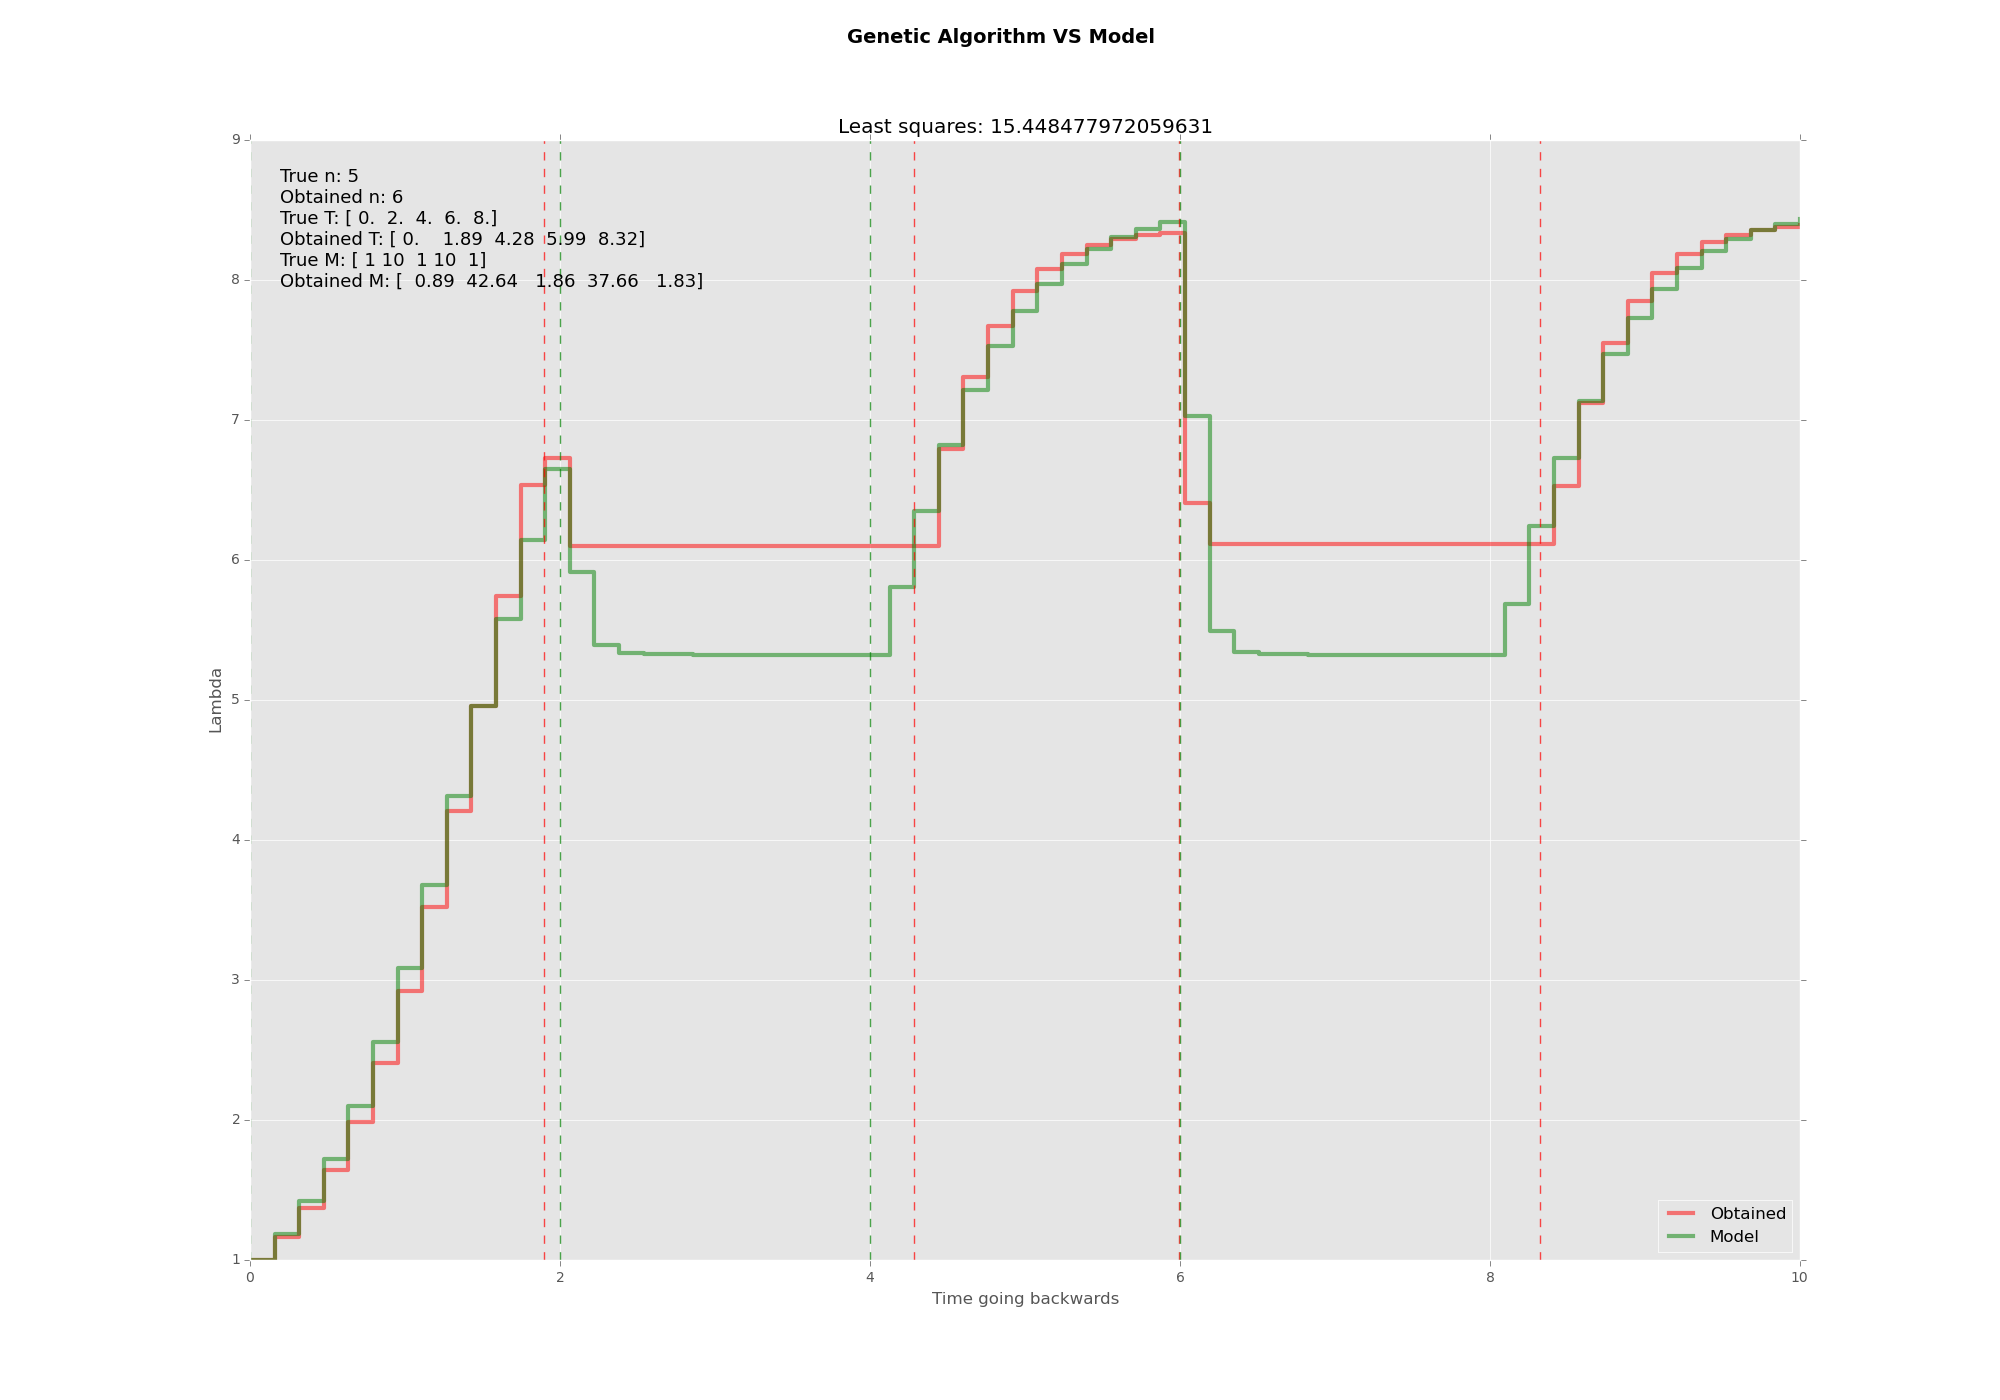 Genetic Algorithm VS Model
Least squares: 15.448477972059631
True n: 5
Obtained n: 6
True T: [ 0.  2.  4.  6.  8.]
Obtained T: [ 0.    1.89  4.28  5.99  8.32]
True M: [ 1 10  1 10  1]
Obtained M: [  0.89  42.64   1.86  37.66   1.83]
9
8
7
6
5
4
3
2
1
Lambda
0 2 4 6 8 10
Time going backwards
Obtained
Model